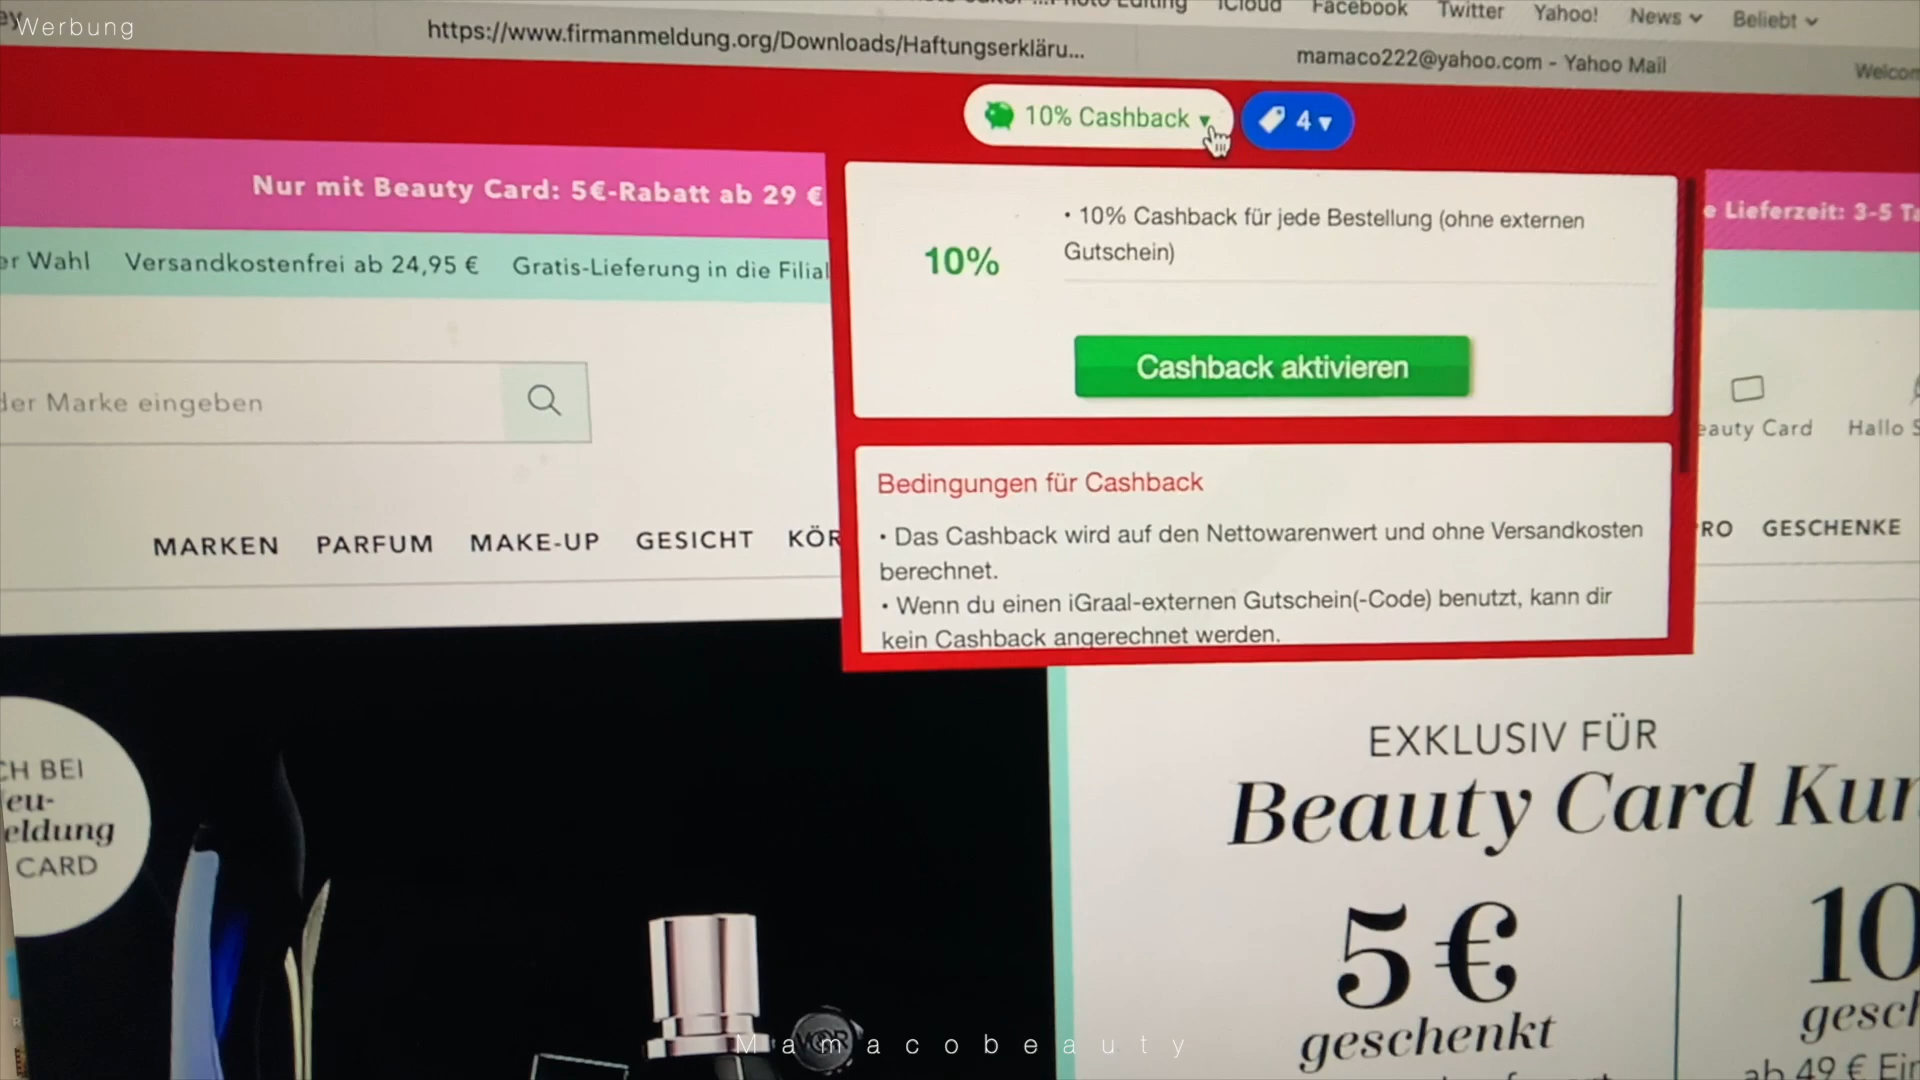 Werbung
Facebook
Twitter
Yahoo!
News
Beliebt
https://www.firmanmeldung.org/Downloads/Haftungserkläru...
mamaco222@yahoo.com - Yahoo Mail
10% Cashback
4
Nur mit Beauty Card: 5€-Rabatt ab 29 €
e Lieferzeit: 3-5 Ta
er Wahl
Versandkostenfrei ab 24,95 €
Gratis-Lieferung in die Filial
10%
• 10% Cashback für jede Bestellung (ohne externen
Gutschein)
Cashback aktivieren
der Marke eingeben
eauty Card
Hallo S
Bedingungen für Cashback
• Das Cashback wird auf den Nettowarenwert und ohne Versandkosten
berechnet.
• Wenn du einen iGraal-externen Gutschein(-Code) benutzt, kann dir
kein Cashback angerechnet werden.
MARKEN
PARFUM
MAKE-UP
GESICHT
KÖR
RO
GESCHENKE
CH BEI
eu-
eldung
CARD
EXKLUSIV FÜR
Beauty Card Kun
5 €
geschenkt
10
gesch
ab 49 € Ein
Mamacobeauty